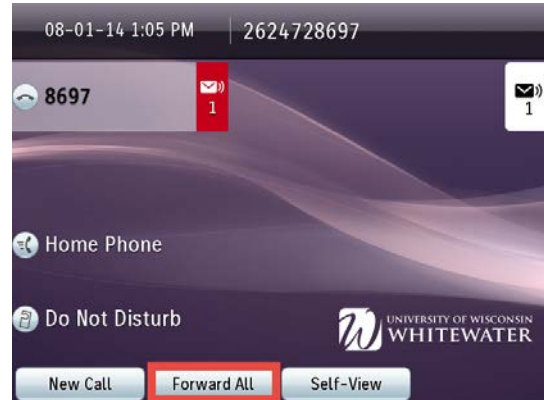 08-01-14 1:05 PM 2624728697
8697
1
1
Home Phone
Do Not Disturb
W UNIVERSITY OF WISCONSIN
WHITEWATER
New Call Forward All Self-View